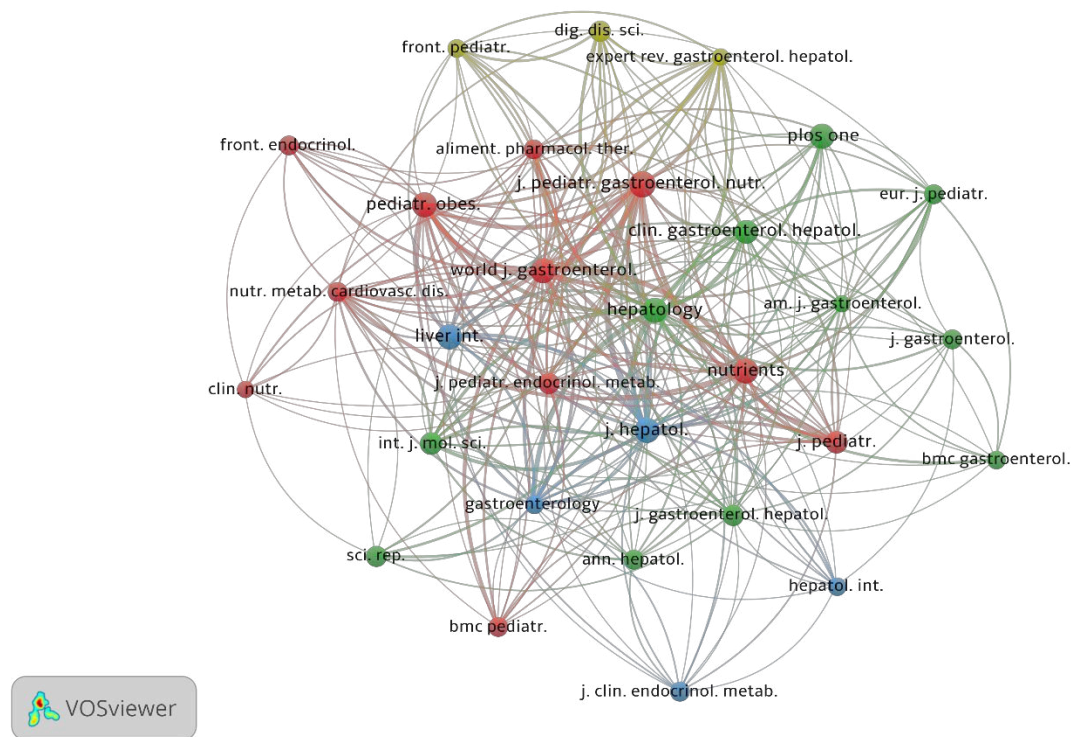 dig. dis. sci.
front. pediatr.
expert rev. gastroenterol. hepatol.
plos one
front. endocrinol.
aliment. pharmacol. ther.
j. pediatr. gastroenterol. nutr.
eur. j. pediatr.
pediatr. obes.
clin. gastroenterol. hepatol.
world j. gastroenterol.
nutr. metab. cardiovasc. dis.
am. j. gastroenterol.
hepatology
liver int.
j. gastroenterol.
nutrients
j. pediatr. endocrinol. metab.
clin. nutr.
j. hepatol.
int. j. mol. sci.
j. pediatr.
bmc gastroenterol.
gastroenterology
j. gastroenterol. hepatol.
sci. rep.
ann. hepatol.
hepatol. int.
bmc pediatr.
j. clin. endocrinol. metab.
VOSviewer